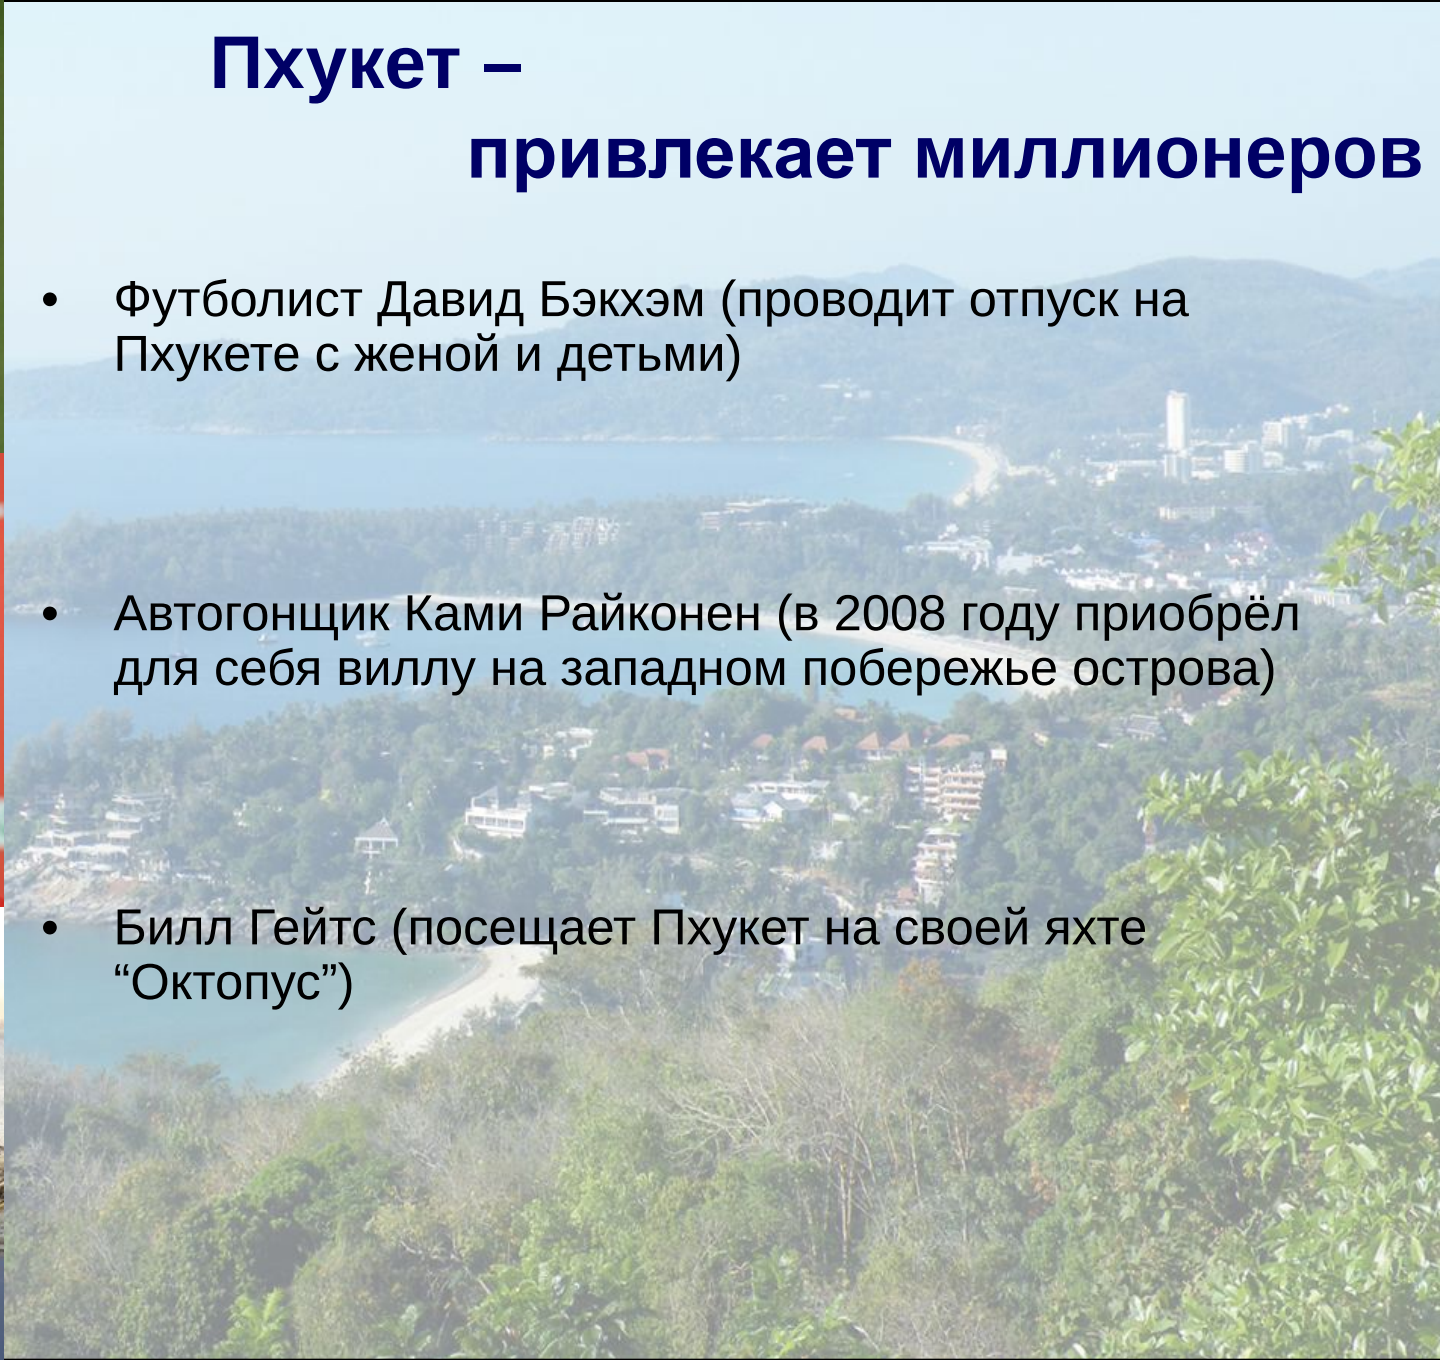 Пхукет –
привлекает миллионеров
• Футболист Давид Бэкхэм (проводит отпуск на
Пхукете с женой и детьми)
• Автогонщик Ками Райконен (в 2008 году приобрёл
для себя виллу на западном побережье острова)
• Билл Гейтс (посещает Пхукет на своей яхте
“Октопус”)